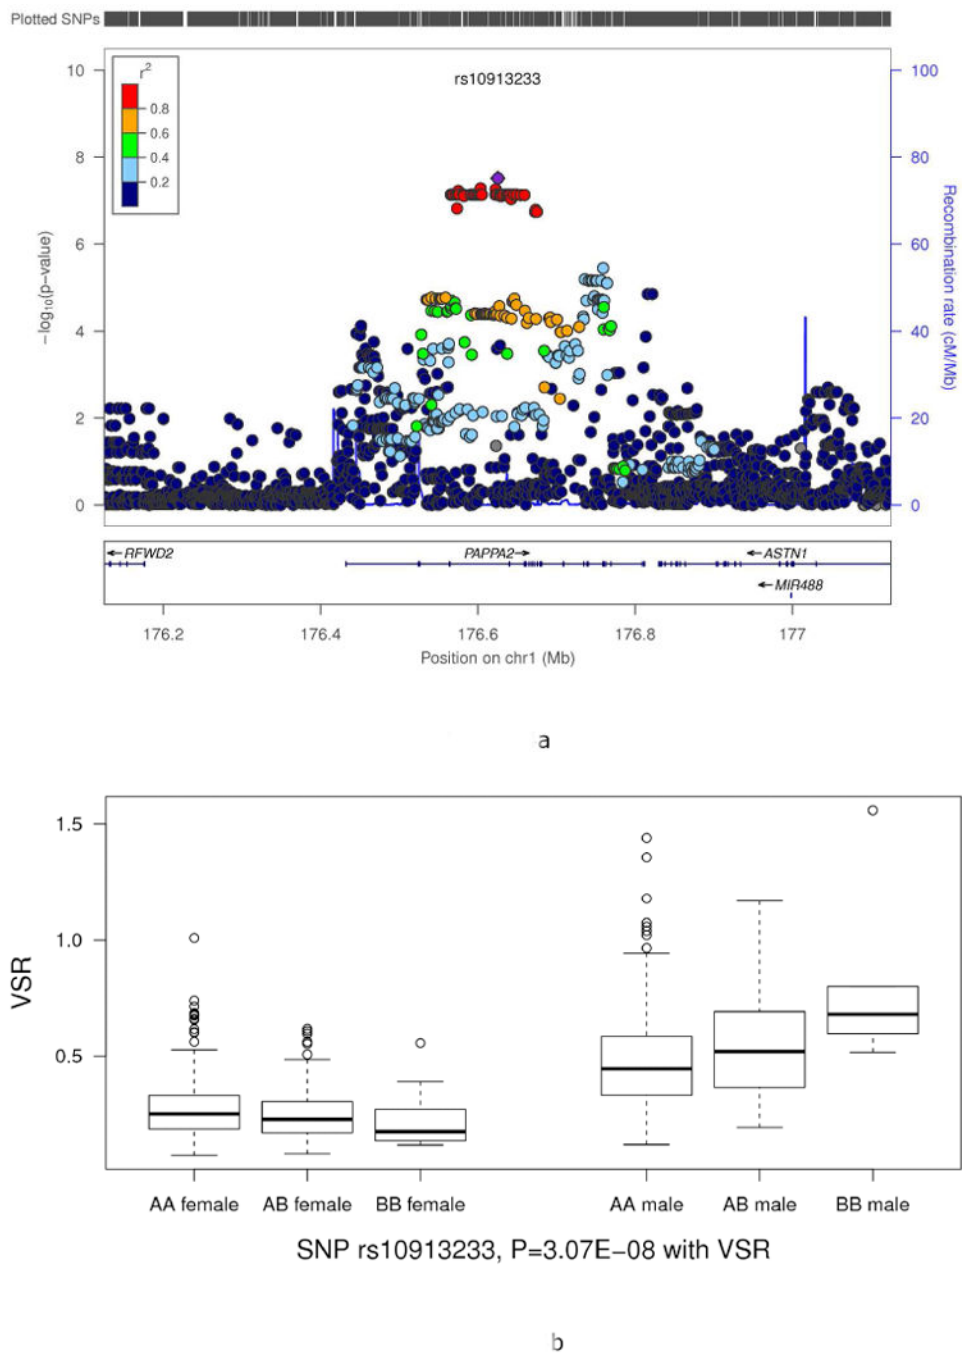 Plotted SNPs
10
8
6
4
2
0
−log10(p−value)
r2
0.8
0.6
0.4
0.2
rs10913233
100
80
60
40
20
0
Recombination rate (cM/Mb)
RFWD2
PAPPA2
ASTN1
MIR488
176.2 176.4 176.6 176.8 177
Position on chr1 (Mb)
a
1.5
1.0
0.5
VSR
AA female AB female BB female AA male AB male BB male
SNP rs10913233, P=3.07E−08 with VSR
b